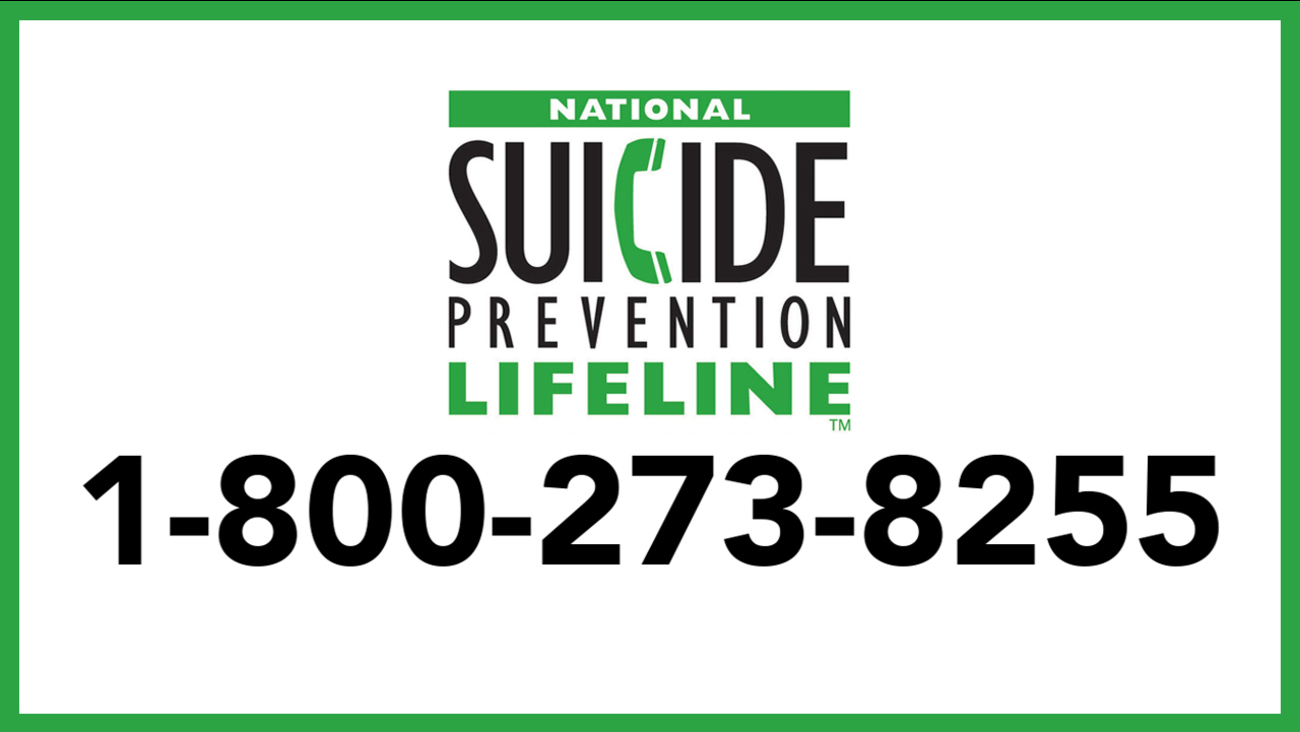 NATIONAL
SUICIDE
PREVENTION
LIFELINE
TM
1-800-273-8255